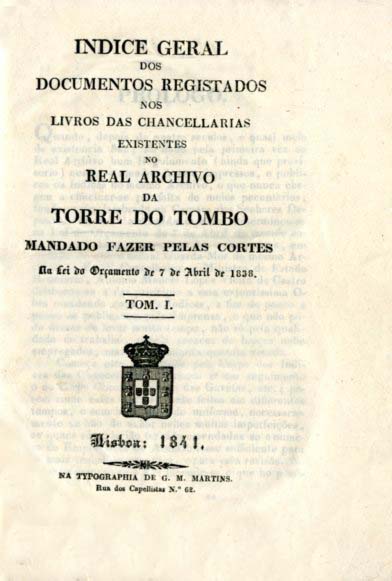 INDICE GERAL
DOS
DOCUMENTOS REGISTADOS
NOS
LIVROS DAS CHANCELLARIAS
EXISTENTES
NO
REAL ARCHIVO
DA
TORRE DO TOMBO
MANDADO FAZER PELAS CORTES
Na Lei do Orçamento de 7 de Abril de 1838.
TOM. I.
Lisboa: 1841.
NA TYPOGRAPHIA DE G. M. MARTINS.
Rua dos Capellistas N.º 62.